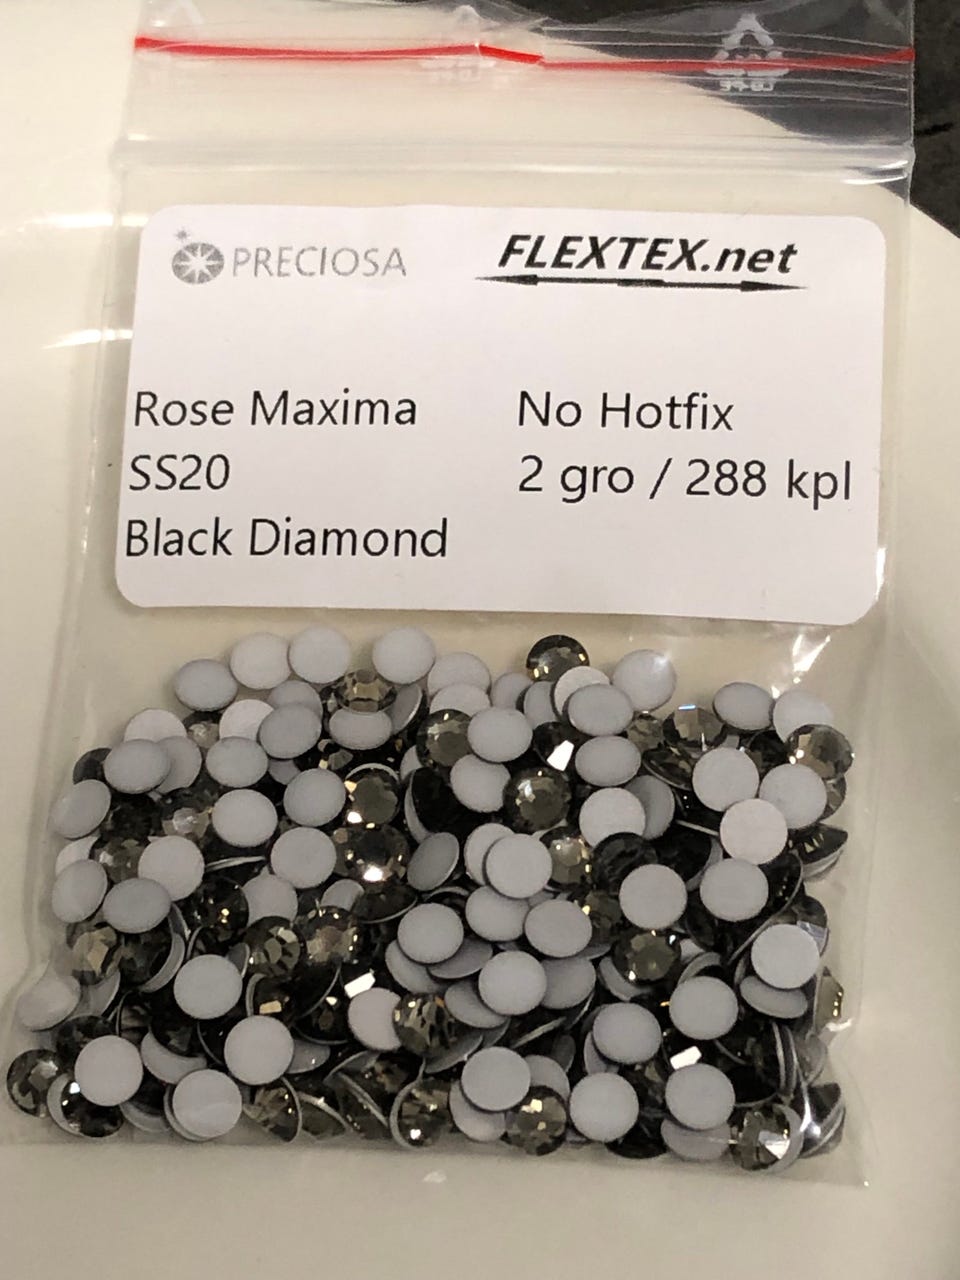 PRECIOSA
FLEXTEX.net
Rose Maxima
No Hotfix
SS20
2 gro / 288 kpl
Black Diamond